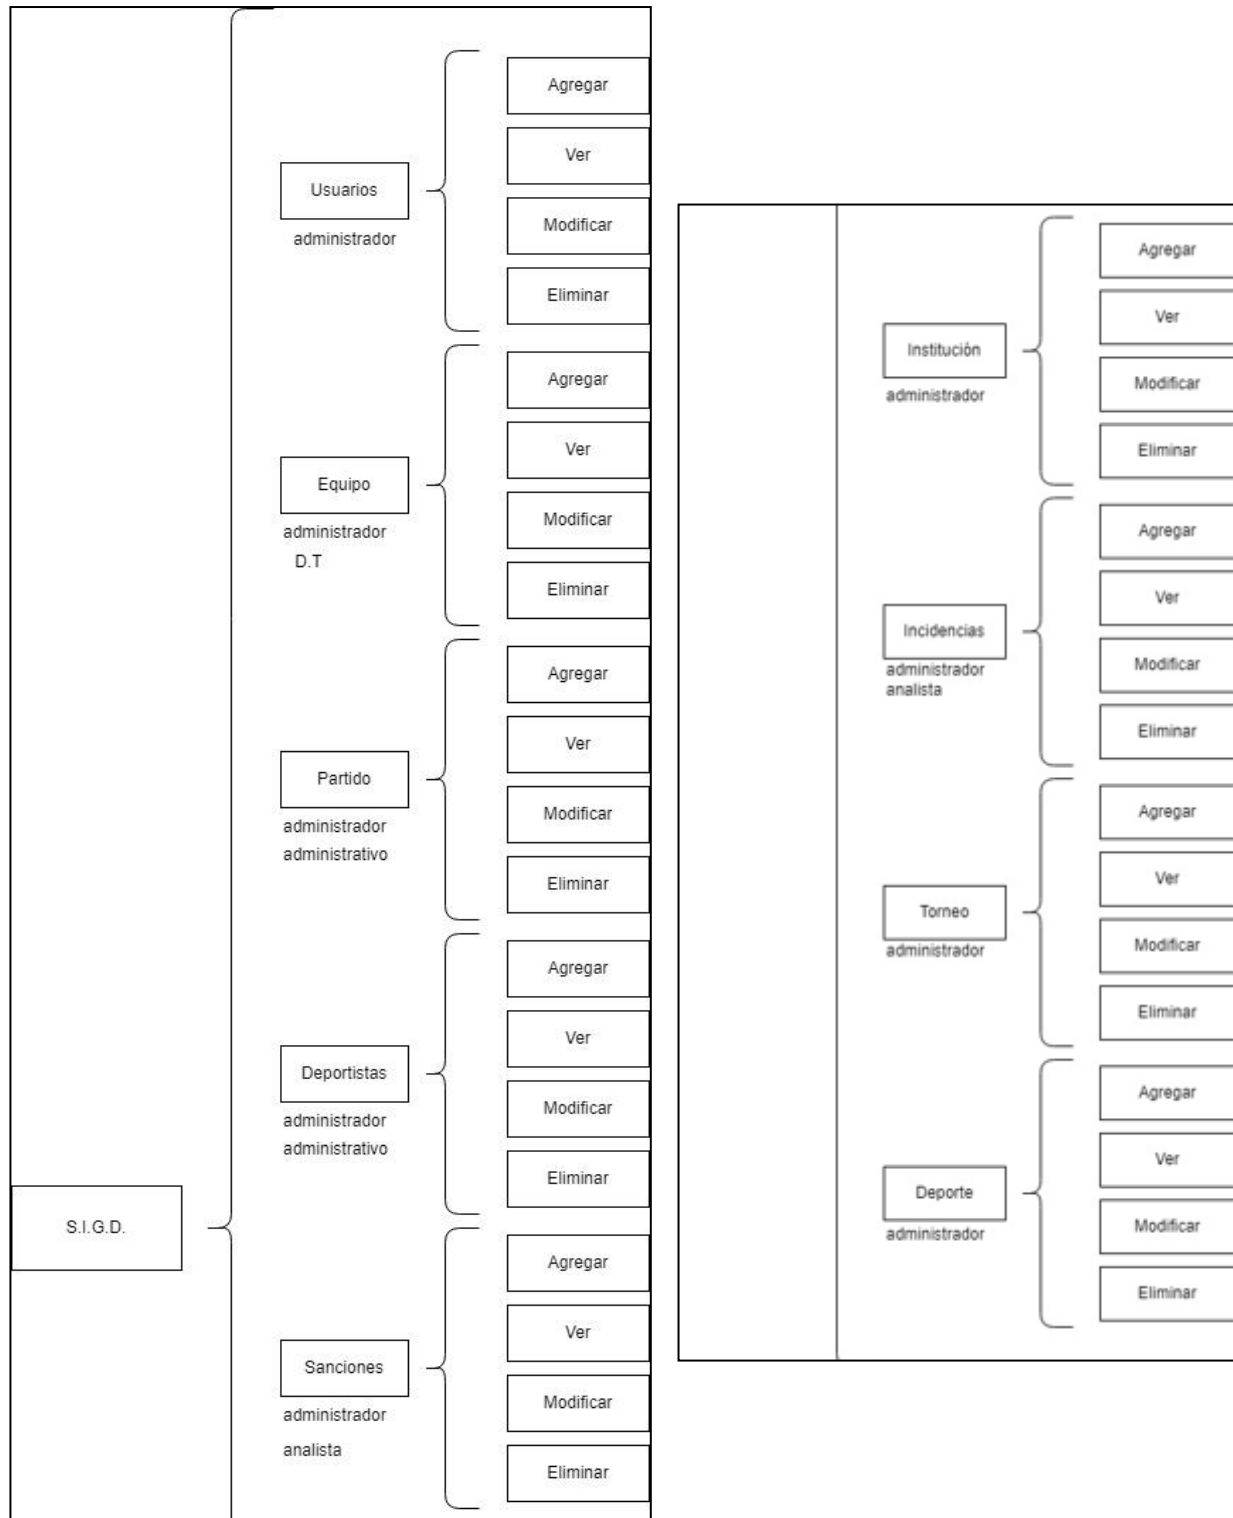 Agregar
Ver
Usuarios
administrador
Modificar
Eliminar
Agregar
Ver
Equipo
administrador
D.T
Modificar
Eliminar
Agregar
Ver
Partido
administrador
administrativo
Modificar
Eliminar
Agregar
Ver
Deportistas
administrador
administrativo
Modificar
Eliminar
S.I.G.D.
Agregar
Ver
Sanciones
administrador
analista
Modificar
Eliminar
Agregar
Ver
Institución
administrador
Modificar
Eliminar
Agregar
Ver
Incidencias
administrador
analista
Modificar
Eliminar
Agregar
Ver
Torneo
administrador
Modificar
Eliminar
Agregar
Ver
Deporte
administrador
Modificar
Eliminar